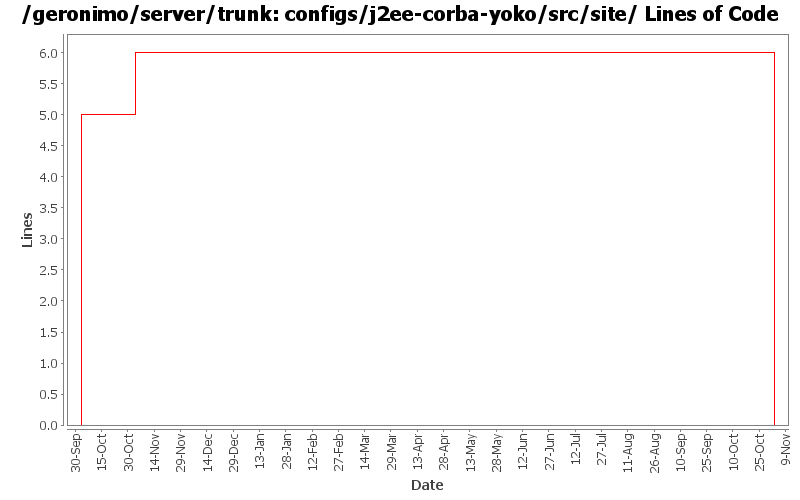 /geronimo/server/trunk: configs/j2ee-corba-yoko/src/site/ Lines of Code
6.0
5.5
5.0
4.5
4.0
3.5
3.0
2.5
2.0
1.5
1.0
0.5
0.0
Lines
30-Sep
15-Oct
30-Oct
14-Nov
29-Nov
14-Dec
29-Dec
13-Jan
28-Jan
12-Feb
27-Feb
14-Mar
29-Mar
13-Apr
28-Apr
13-May
28-May
12-Jun
27-Jun
12-Jul
27-Jul
11-Aug
26-Aug
10-Sep
25-Sep
10-Oct
25-Oct
9-Nov
Date